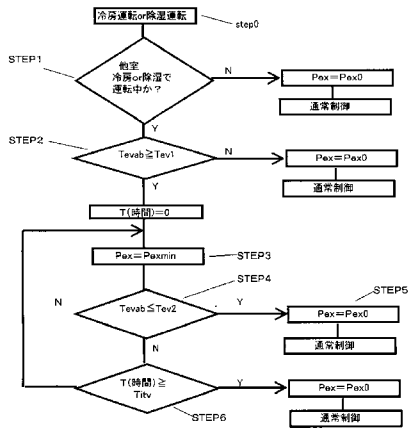 冷房運転or除湿運転
step0
STEP1
他室
冷房or除湿で
運転中か？
N
Pex=Pex0
通常制御
Y
STEP2
Tevab≧Tev1
N
Pex=Pex0
通常制御
Y
T(時間)=0
Pex=Pexmin
STEP3
STEP4
STEP5
N
Tevab≦Tev2
Y
Pex=Pex0
通常制御
N
T(時間)≧
Titv
Y
Pex=Pex0
STEP6
通常制御